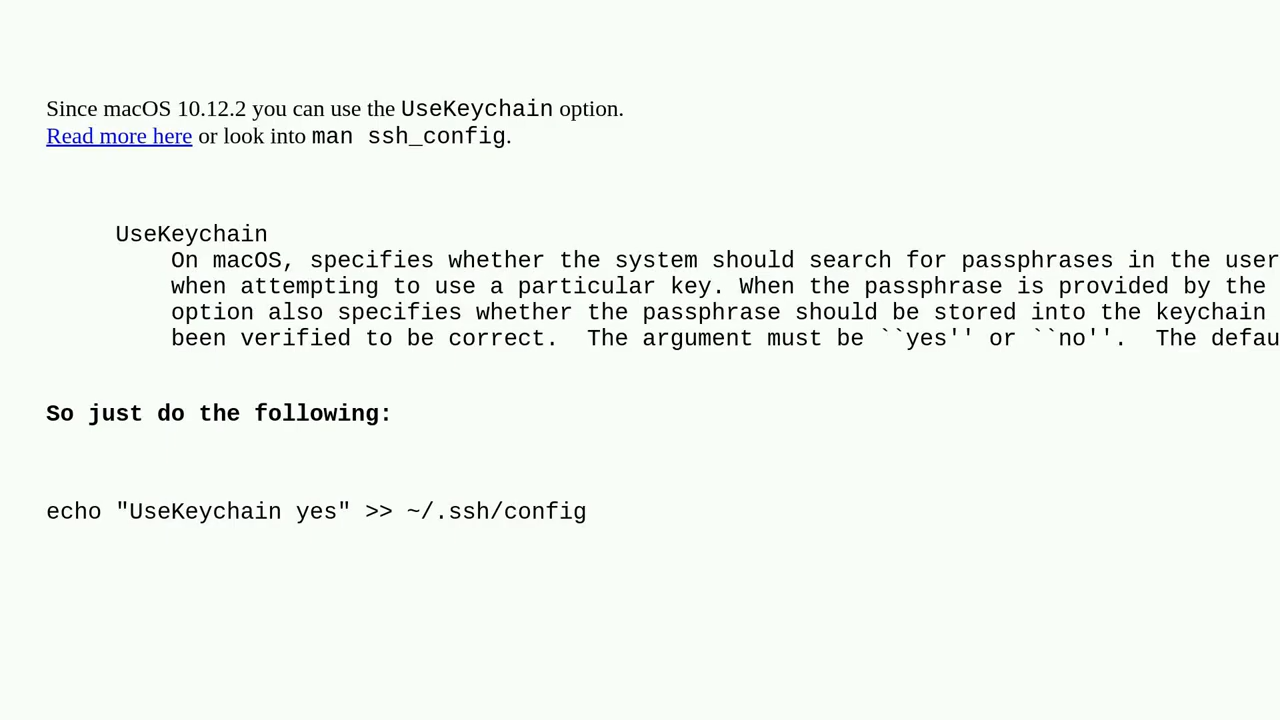 Since macOS 10.12.2 you can use the UseKeychain option.
Read more here or look into man ssh_config.
UseKeychain
On macOS, specifies whether the system should search for passphrases in the user
when attempting to use a particular key. When the passphrase is provided by the
option also specifies whether the passphrase should be stored into the keychain
been verified to be correct.  The argument must be ``yes'' or ``no''.  The defau
So just do the following:
echo "UseKeychain yes" >> ~/.ssh/config